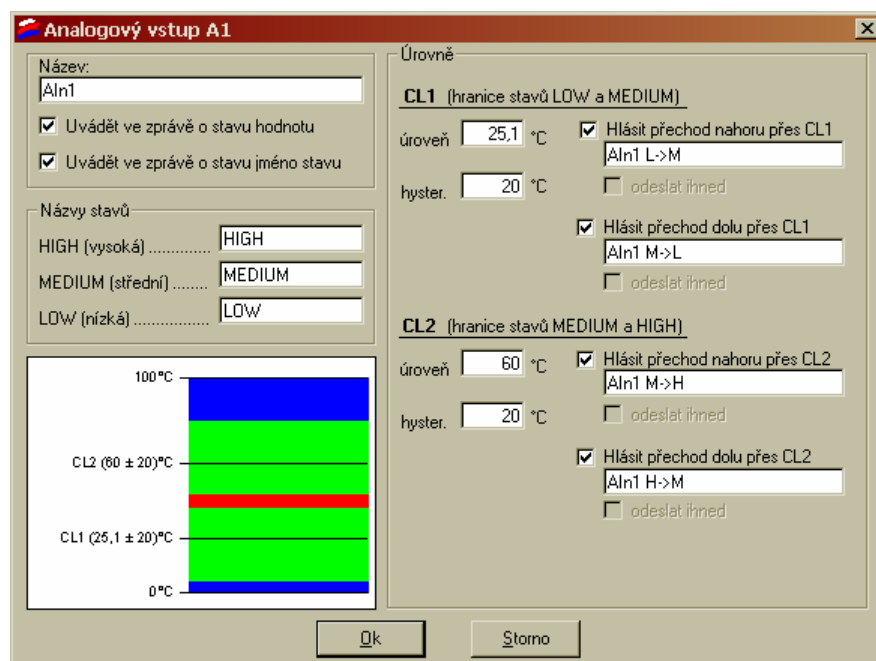 Analogový vstup A1
Název:
AIn1
Uvádět ve zprávě o stavu hodnotu
Uvádět ve zprávě o stavu jméno stavu
Názvy stavů
HIGH (vysoká) .............. HIGH
MEDIUM (střední) ........ MEDIUM
LOW (nízká) ................. LOW
100°C
CL2 (60 ± 20)°C
CL1 (25,1 ± 20)°C
0°C
Úrovně
CL1 (hranice stavů LOW a MEDIUM)
úroveň 25,1 °C
hyster. 20 °C
Hlásit přechod nahoru přes CL1
AIn1 L->M
odeslat ihned
Hlásit přechod dolu přes CL1
AIn1 M->L
odeslat ihned
CL2 (hranice stavů MEDIUM a HIGH)
úroveň 60 °C
hyster. 20 °C
Hlásit přechod nahoru přes CL2
AIn1 M->H
odeslat ihned
Hlásit přechod dolu přes CL2
AIn1 H->M
odeslat ihned
Ok
Storno